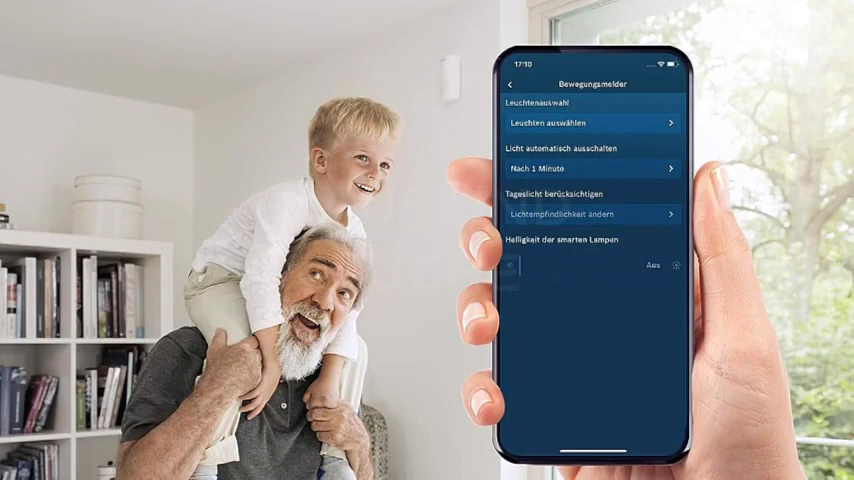 17:10
Bewegungsmelder
Leuchtenauswahl
Leuchten auswählen
Licht automatisch ausschalten
Nach 1 Minute
Tageslicht berücksichtigen
Lichtempfindlichkeit ändern
Helligkeit der smarten Lampen
Aus